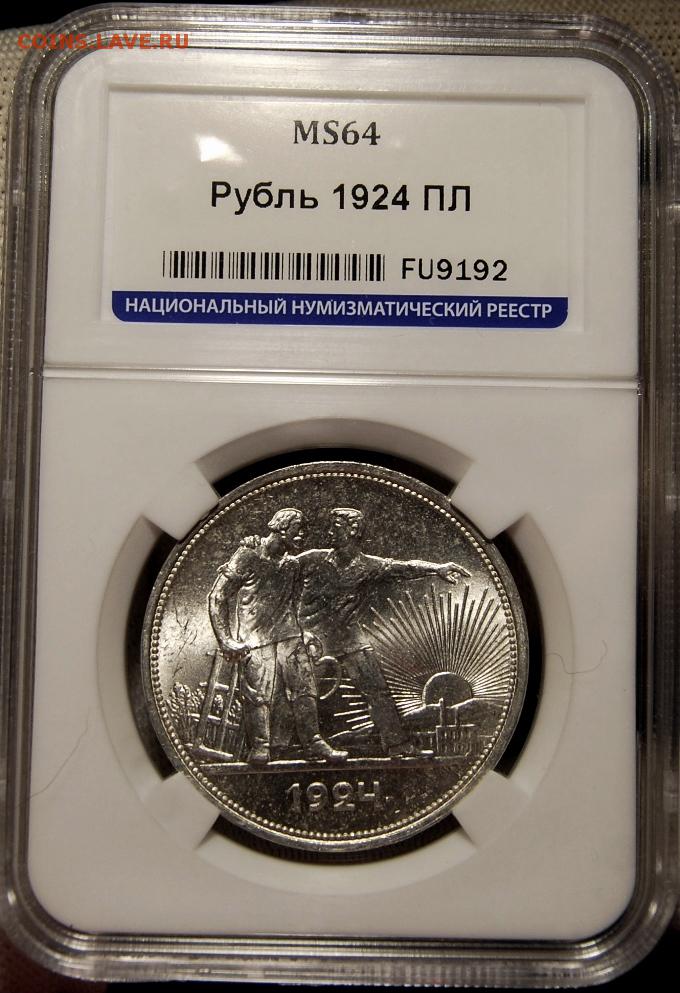 COINS.LAVE.RU
MS64
Рубль 1924 ПЛ
FU9192
НАЦИОНАЛЬНЫЙ НУМИЗМАТИЧЕСКИЙ РЕЕСТР
1924